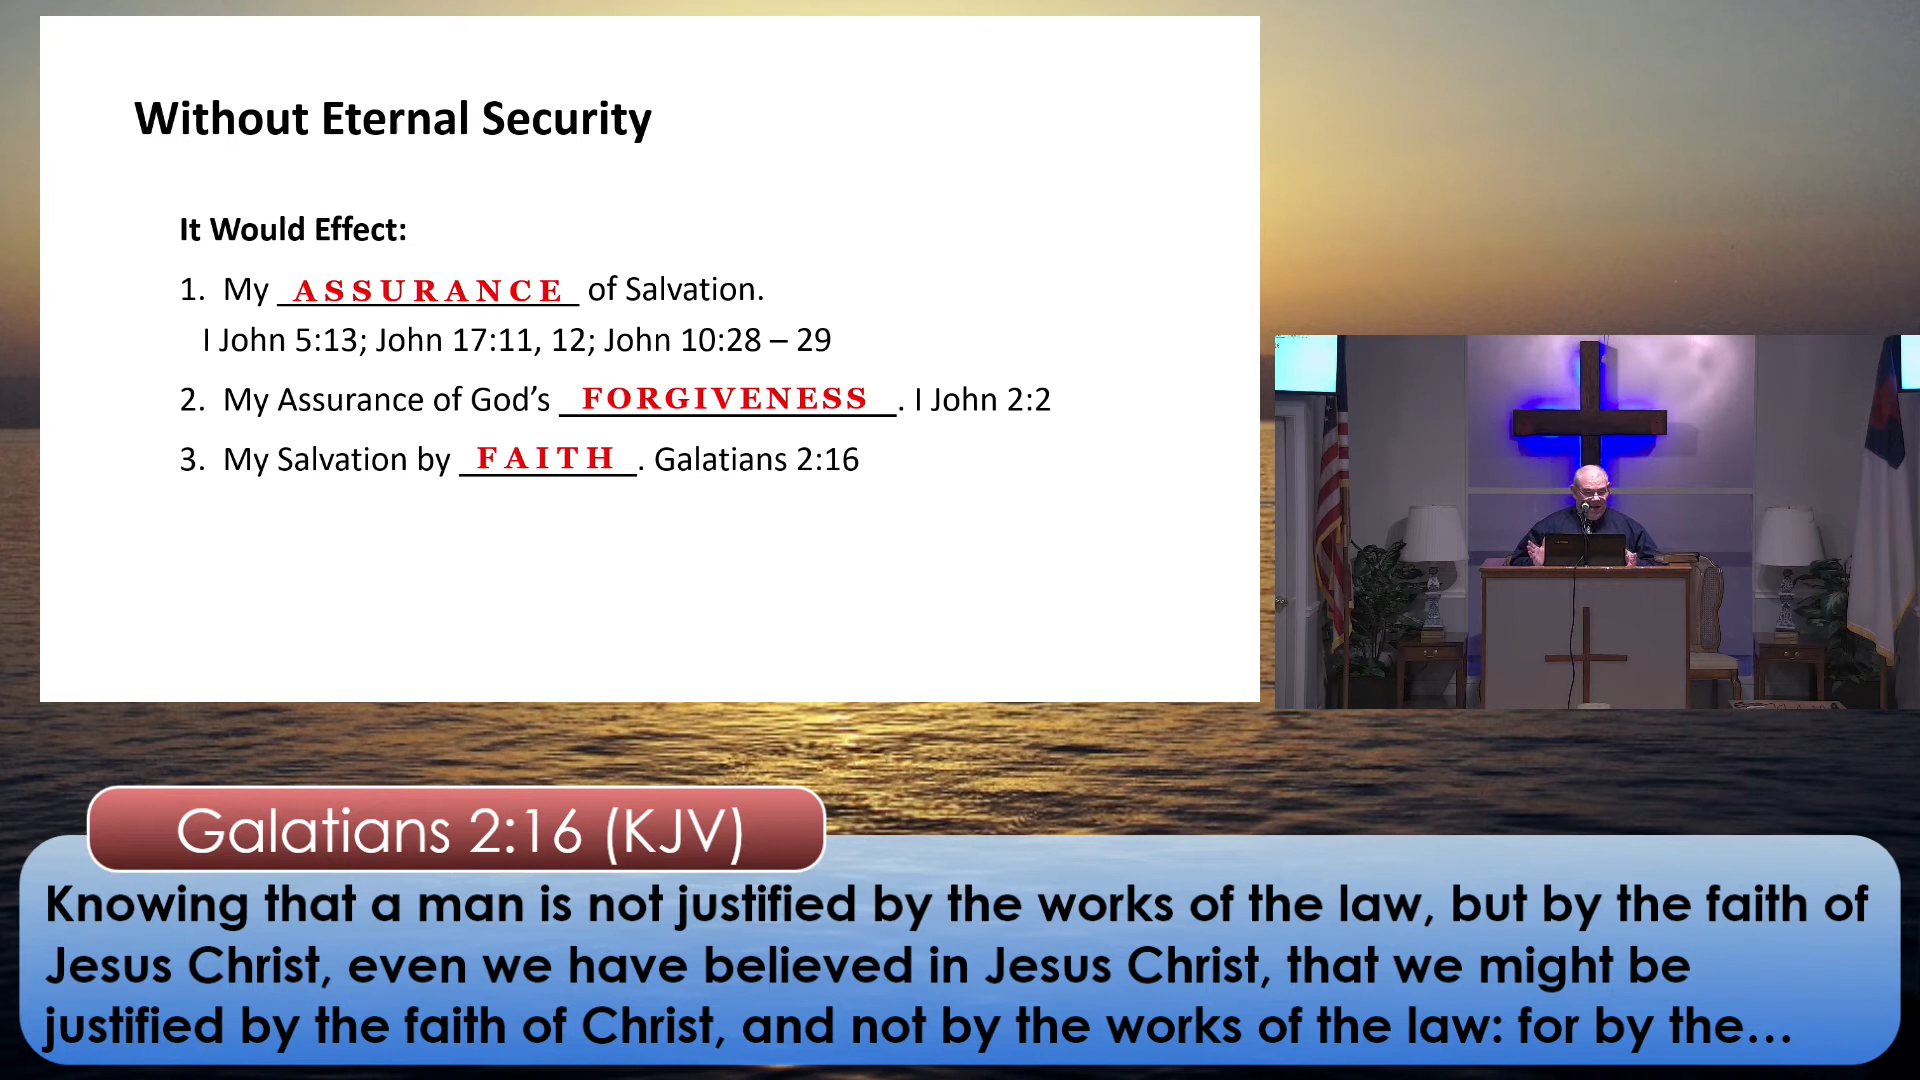 Without Eternal Security
It Would Effect:
1. My ASSURANCE of Salvation.
I John 5:13; John 17:11, 12; John 10:28 – 29
2. My Assurance of God’s FORGIVENESS. I John 2:2
3. My Salvation by FAITH. Galatians 2:16
Galatians 2:16 (KJV)
Knowing that a man is not justified by the works of the law, but by the faith of
Jesus Christ, even we have believed in Jesus Christ, that we might be
justified by the faith of Christ, and not by the works of the law: for by the…